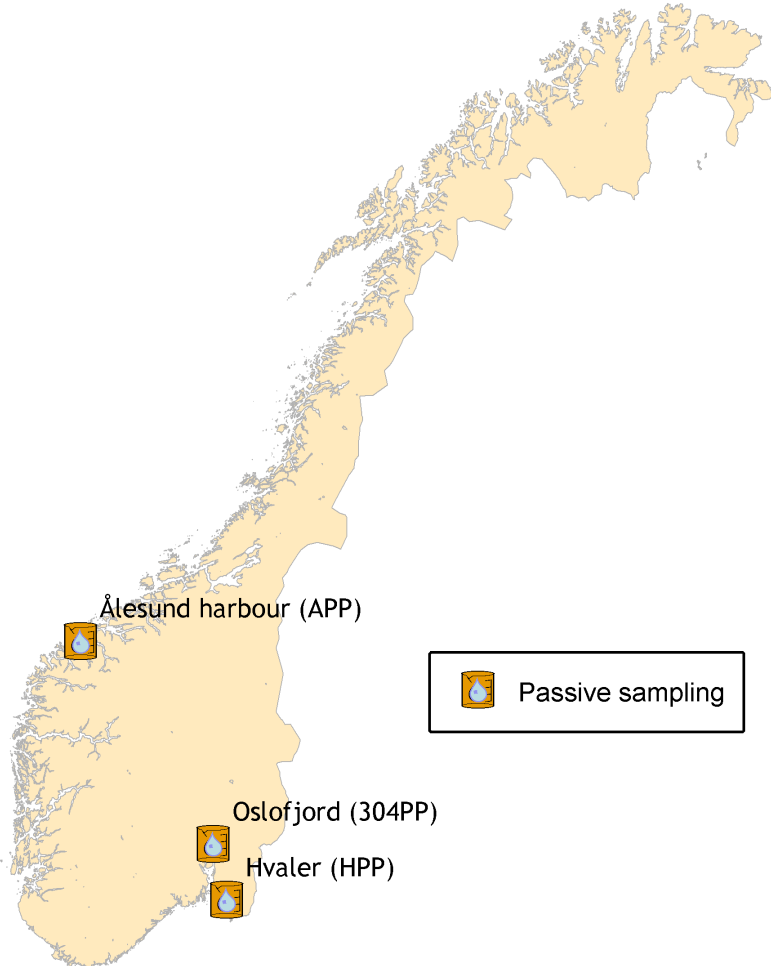 Ålesund harbour (APP)
Passive sampling
Oslofjord (304PP)
Hvaler (HPP)